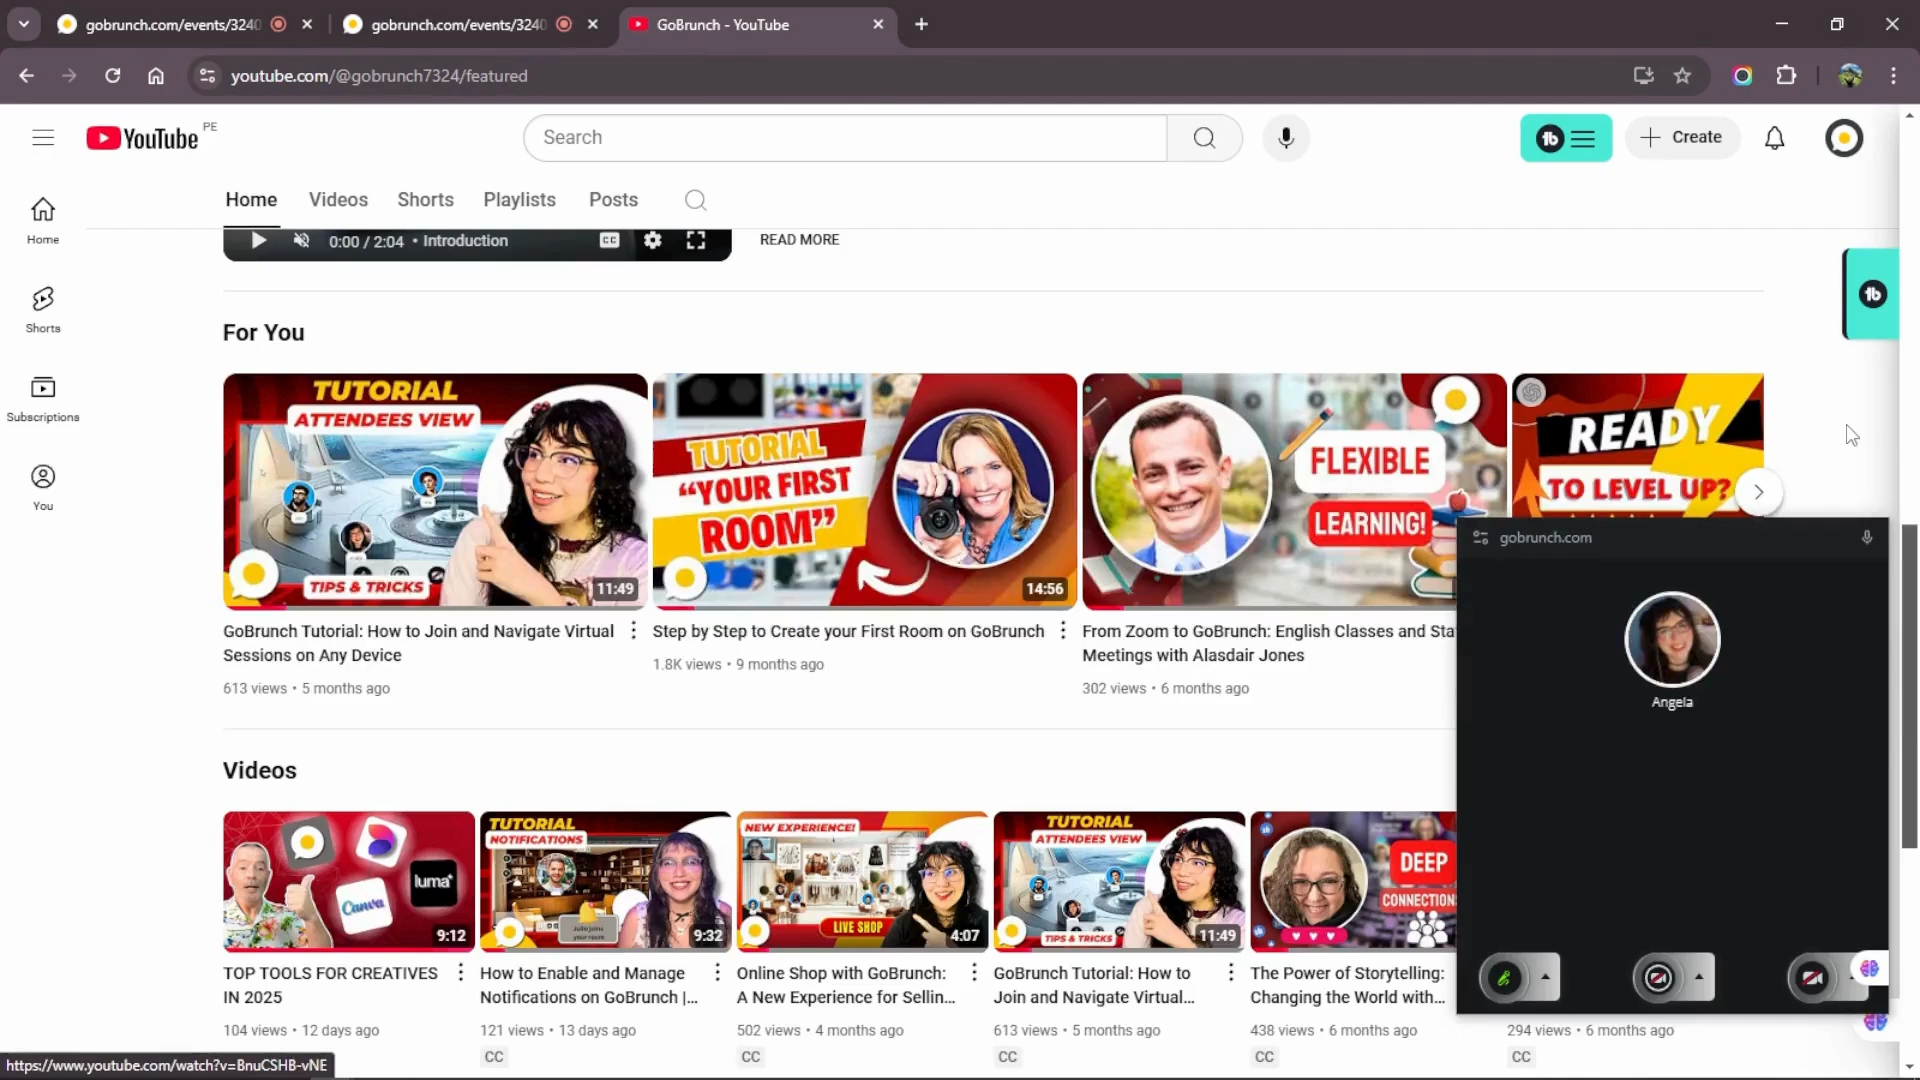 gobrunch.com/events/3240
gobrunch.com/events/3240
GoBrunch - YouTube
youtube.com/@gobrunch7324/featured
YouTube PE
Search
Create
Home
Videos
Shorts
Playlists
Posts
Home
Shorts
Subscriptions
You
0:00 / 2:04 • Introduction
CC
READ MORE
For You
TUTORIAL
ATTENDEES VIEW
TIPS & TRICKS
11:49
TUTORIAL
“YOUR FIRST
ROOM”
14:56
FLEXIBLE
LEARNING!
READY
TO LEVEL UP?
GoBrunch Tutorial: How to Join and Navigate Virtual
Sessions on Any Device
613 views • 5 months ago
Step by Step to Create your First Room on GoBrunch
1.8K views • 9 months ago
From Zoom to GoBrunch: English Classes and Sta
Meetings with Alasdair Jones
302 views • 6 months ago
gobrunch.com
Angela
Videos
Canva
luma
9:12
TUTORIAL
NOTIFICATIONS
Julie joins
your room
9:32
NEW EXPERIENCE!
LIVE SHOP
4:07
TUTORIAL
ATTENDEES VIEW
TIPS & TRICKS
11:49
DEEP
CONNECTION
TOP TOOLS FOR CREATIVES
IN 2025
104 views • 12 days ago
How to Enable and Manage
Notifications on GoBrunch |...
121 views • 13 days ago
CC
Online Shop with GoBrunch:
A New Experience for Sellin...
502 views • 4 months ago
CC
GoBrunch Tutorial: How to
Join and Navigate Virtual...
613 views • 5 months ago
CC
The Power of Storytelling:
Changing the World with...
438 views • 6 months ago
CC
294 views • 6 months ago
CC
https://www.youtube.com/watch?v=BnuCSHB-vNE